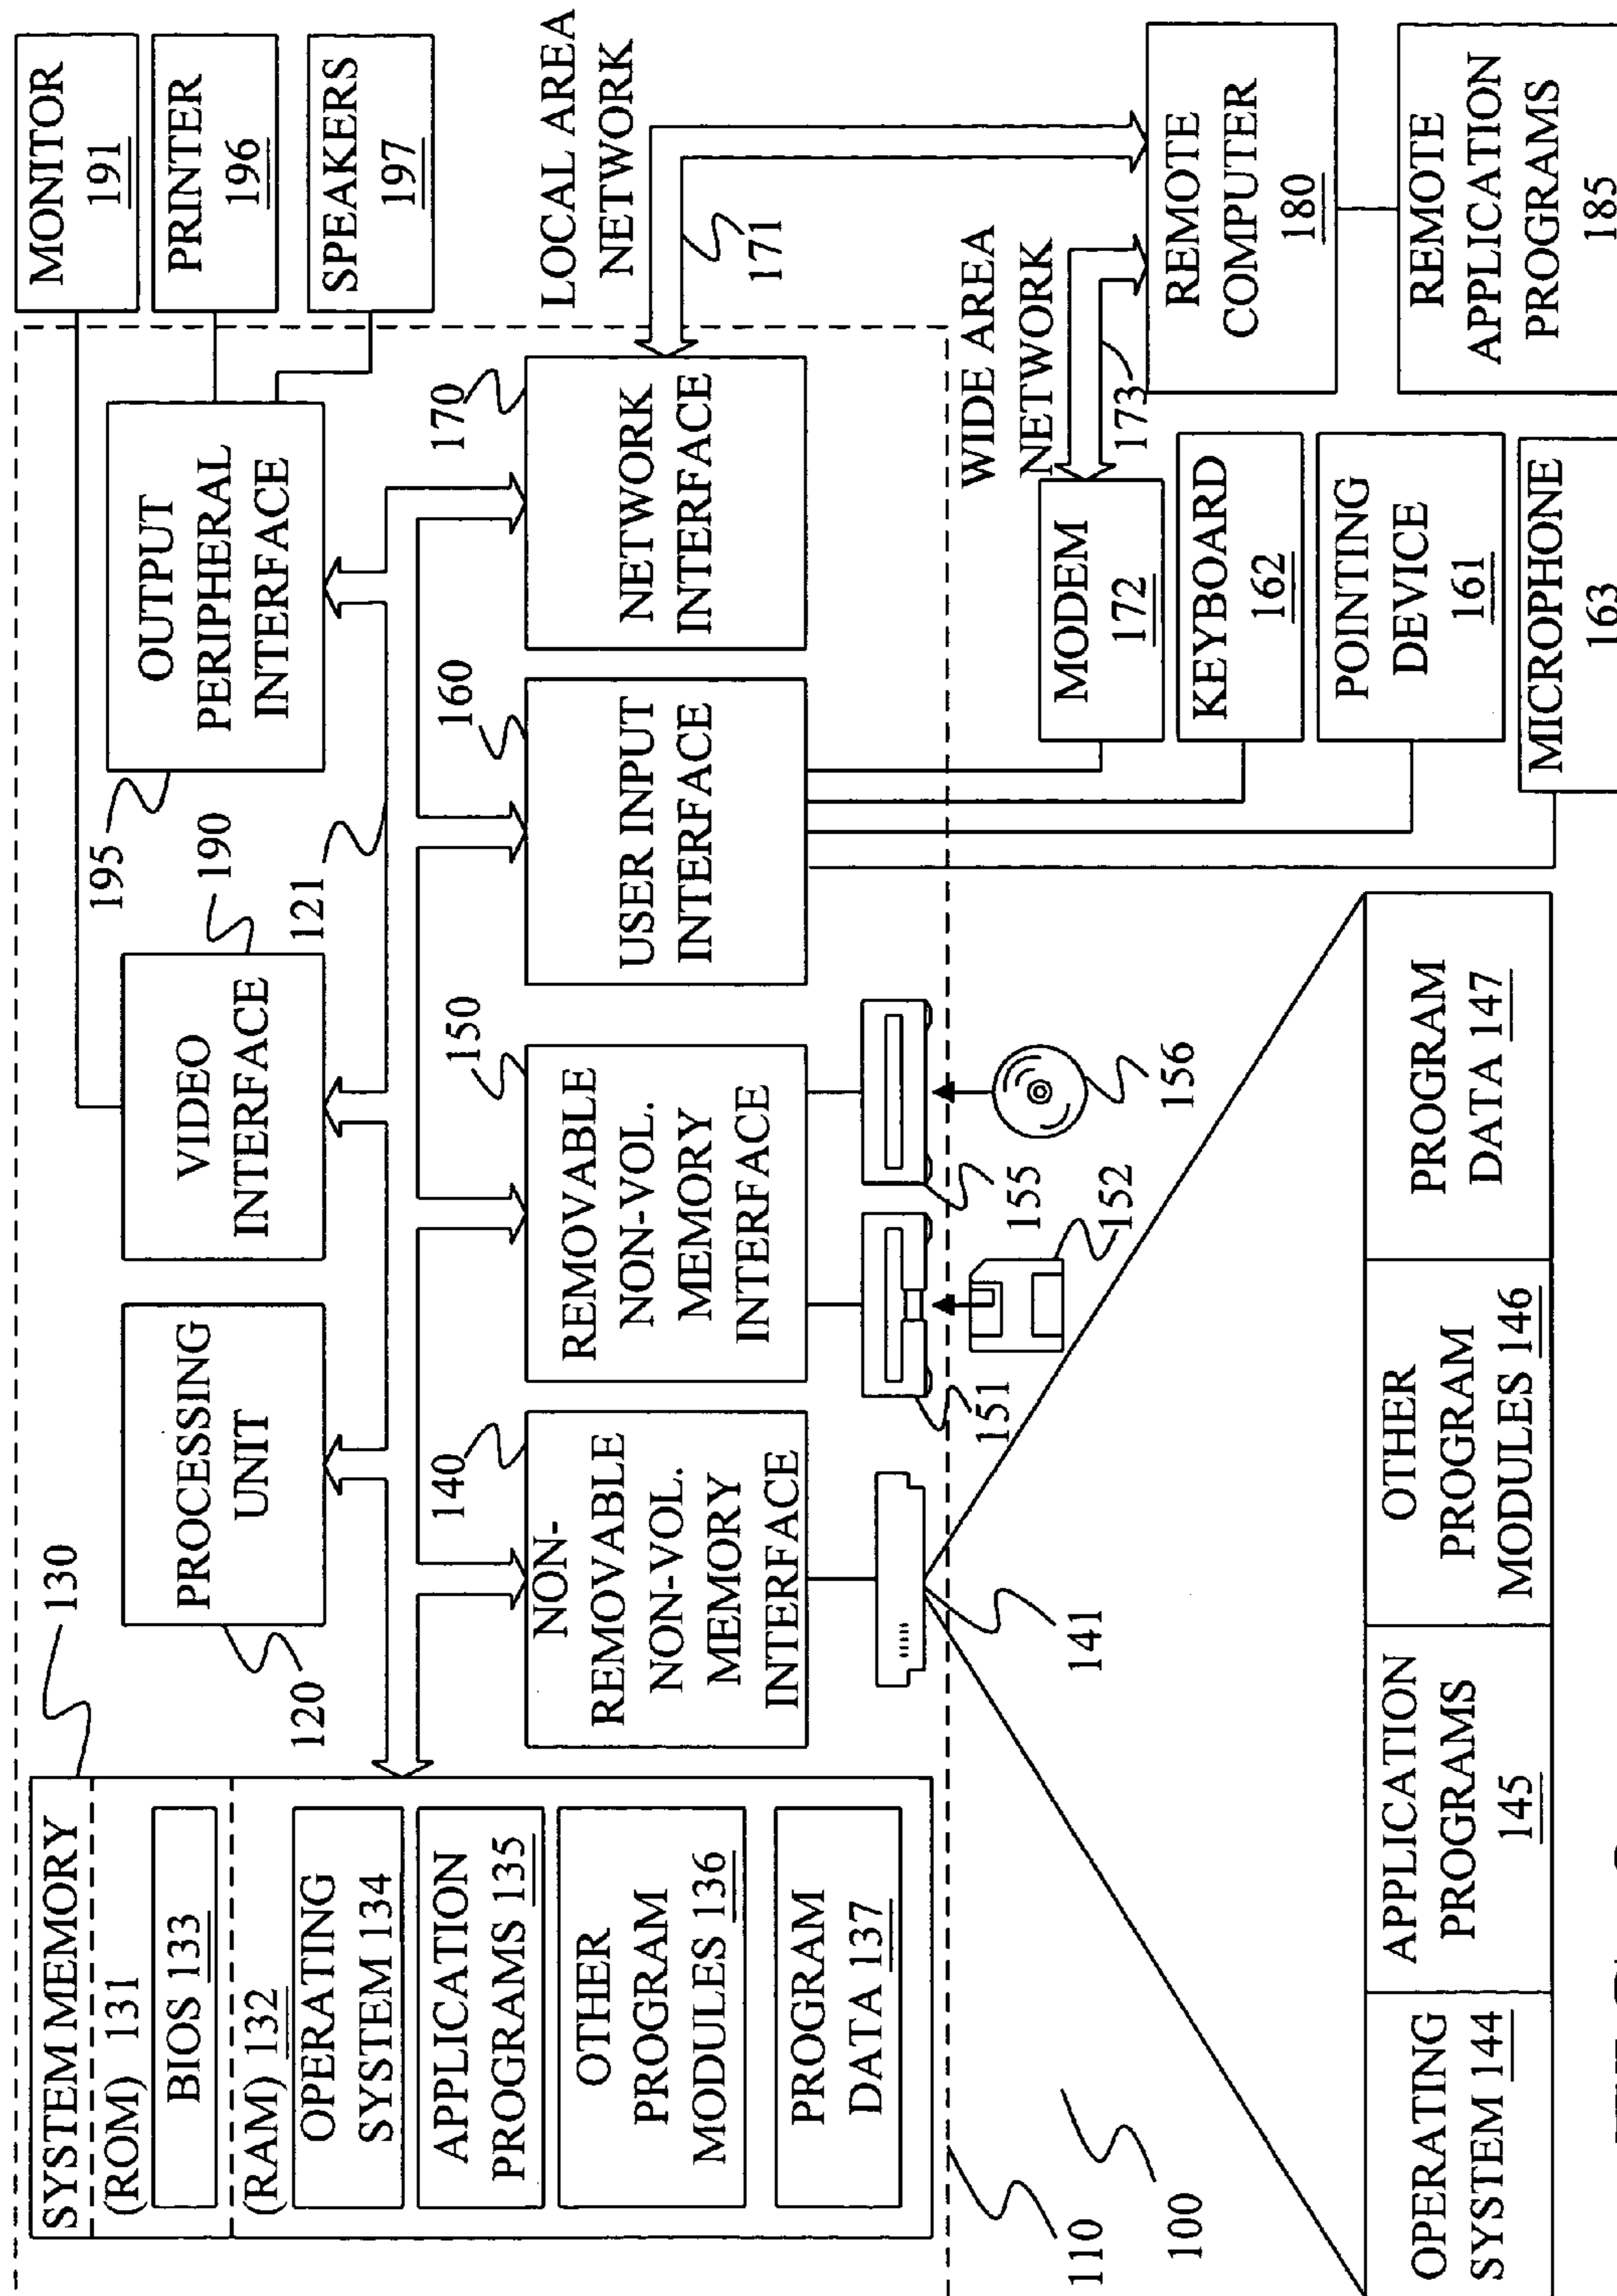 SYSTEM MEMORY
(ROM) 131
BIOS 133
(RAM) 132
OPERATING
SYSTEM 134
APPLICATION
PROGRAMS 135
OTHER
PROGRAM
MODULES 136
PROGRAM
DATA 137
130
PROCESSING
UNIT
120
VIDEO
INTERFACE
190
121
OUTPUT
PERIPHERAL
INTERFACE
195
MONITOR
191
PRINTER
196
SPEAKERS
197
140
NON-
REMOVABLE
NON-VOL.
MEMORY
INTERFACE
150
REMOVABLE
NON-VOL.
MEMORY
INTERFACE
160
USER INPUT
INTERFACE
170
NETWORK
INTERFACE
LOCAL AREA
NETWORK
171
WIDE AREA
NETWORK
173
141
151
152
155
156
110
100
MODEM
172
KEYBOARD
162
POINTING
DEVICE
161
MICROPHONE
163
REMOTE
COMPUTER
180
REMOTE
APPLICATION
PROGRAMS
185
OPERATING
SYSTEM 144
APPLICATION
PROGRAMS
145
OTHER
PROGRAM
MODULES 146
PROGRAM
DATA 147